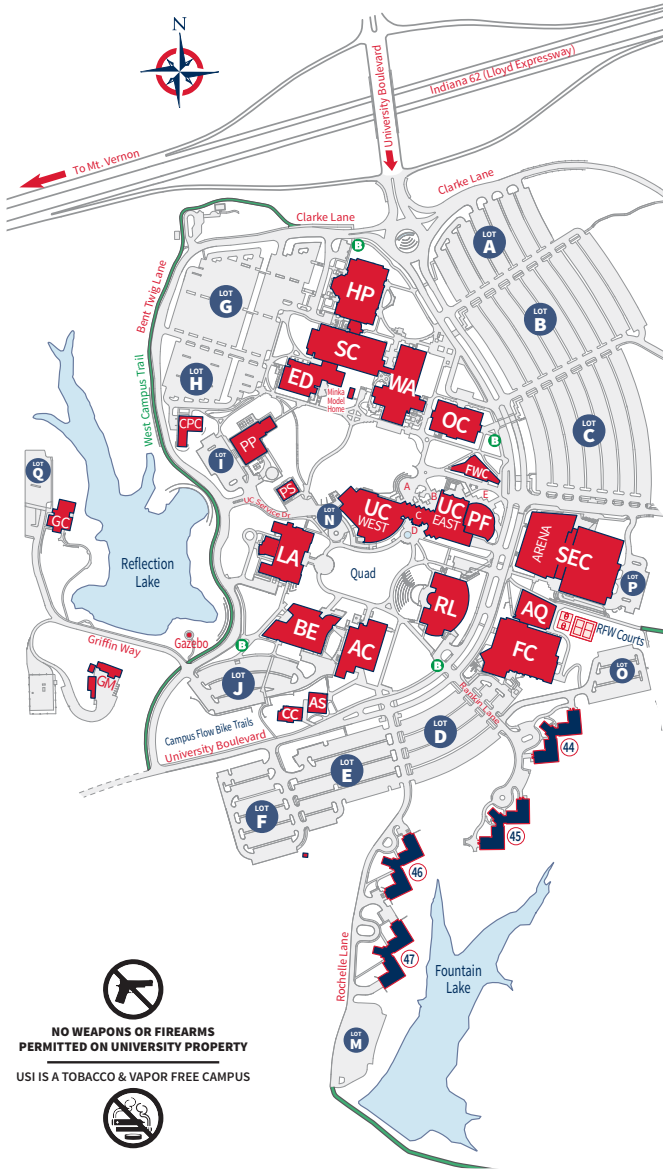 N
University Boulevard
Indiana 62 (Lloyd Expressway)
To Mt. Vernon
Clarke Lane
Clarke Lane
B
LOT
A
HP
Bent Twig Lane
LOT
G
LOT
B
SC
WA
ED
Minka
Model
Home
LOT
H
West Campus Trail
CPC
PP
OC
LOT
C
B
LOT
I
FWC
LOT
Q
PS
A
B
E
UC Service Dr.
LOT
N
UC
WEST
C
UC
EAST
PF
D
GC
ARENA
SEC
LA
Reflection
Lake
Quad
LOT
P
RL
AQ
RFW Courts
BE
AC
FC
Griffin Way
Gazebo
B
B
LOT
O
GM
LOT
J
Rankin Lane
CC
AS
LOT
D
44
Campus Flow Bike Trails
University Boulevard
LOT
E
LOT
F
45
46
47
Rochelle Lane
Fountain
Lake
LOT
M
NO WEAPONS OR FIREARMS
PERMITTED ON UNIVERSITY PROPERTY
USI IS A TOBACCO & VAPOR FREE CAMPUS